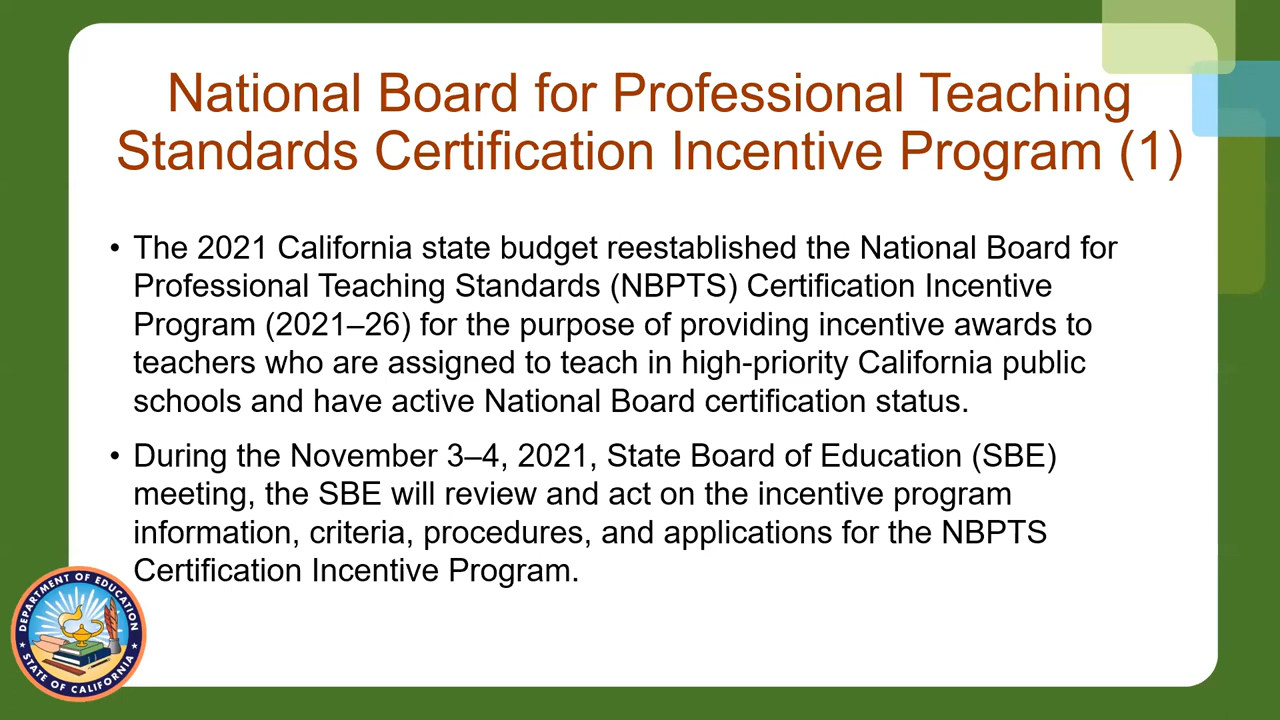 National Board for Professional Teaching
Standards Certification Incentive Program (1)
• The 2021 California state budget reestablished the National Board for
Professional Teaching Standards (NBPTS) Certification Incentive
Program (2021–26) for the purpose of providing incentive awards to
teachers who are assigned to teach in high-priority California public
schools and have active National Board certification status.
• During the November 3–4, 2021, State Board of Education (SBE)
meeting, the SBE will review and act on the incentive program
information, criteria, procedures, and applications for the NBPTS
Certification Incentive Program.
DEPARTMENT OF EDUCATION
STATE OF CALIFORNIA